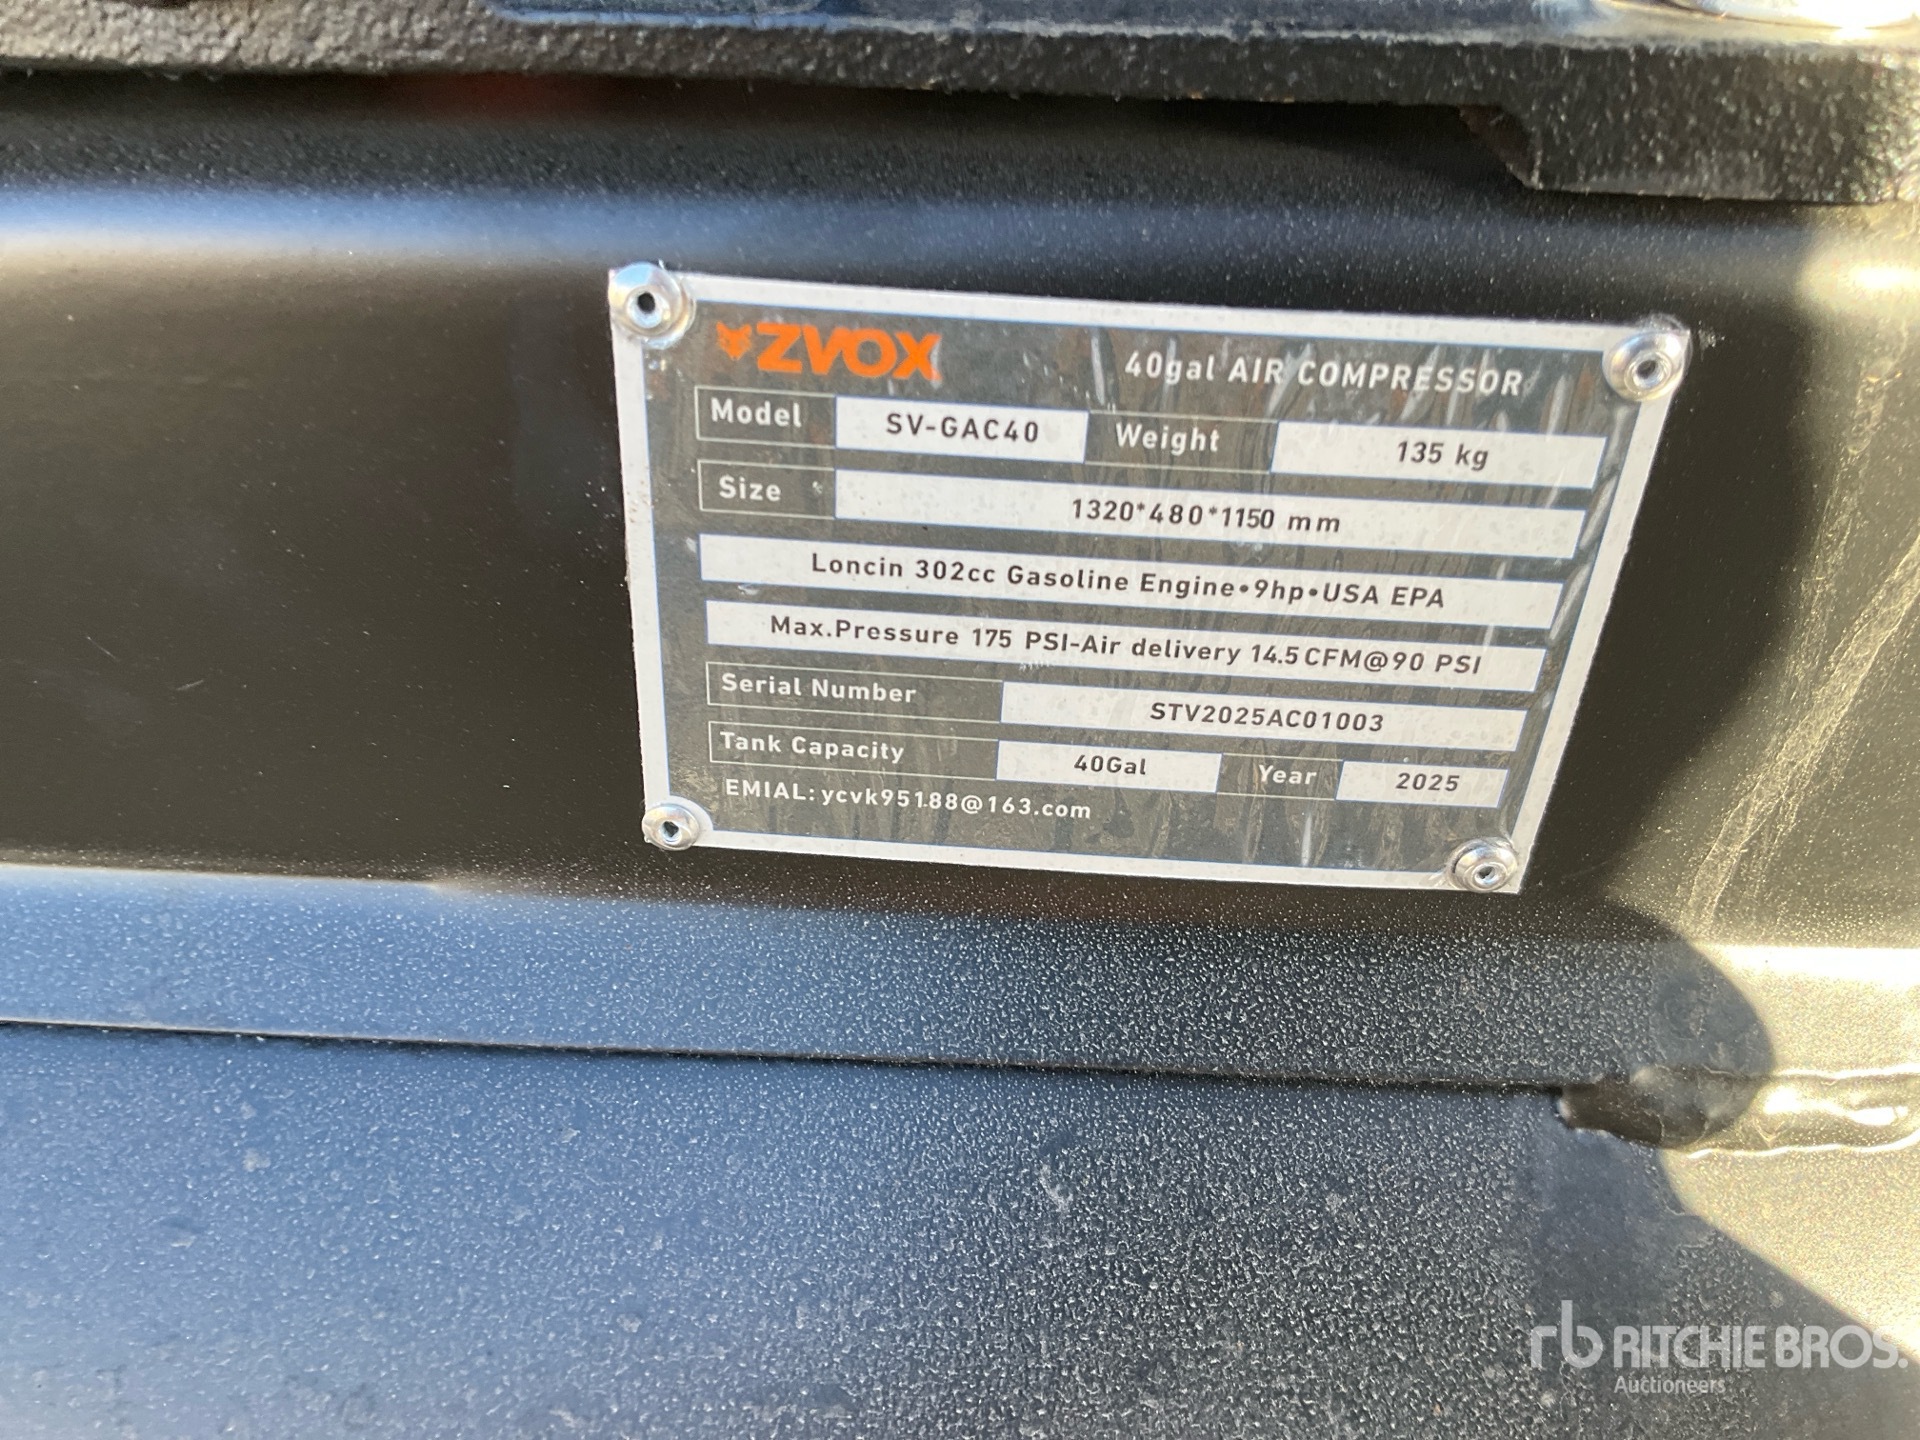 ZVOX 40gal AIR COMPRESSOR
Model SV-GAC40 Weight 135 kg
Size 1320*480*1150 mm
Loncin 302cc Gasoline Engine•9hp•USA EPA
Max.Pressure 175 PSI-Air delivery 14.5CFM@90 PSI
Serial Number STV2025AC01003
Tank Capacity 40Gal Year 2025
EMIAL:ycvk95188@163.com
rb RITCHIE BROS.
Auctioneers